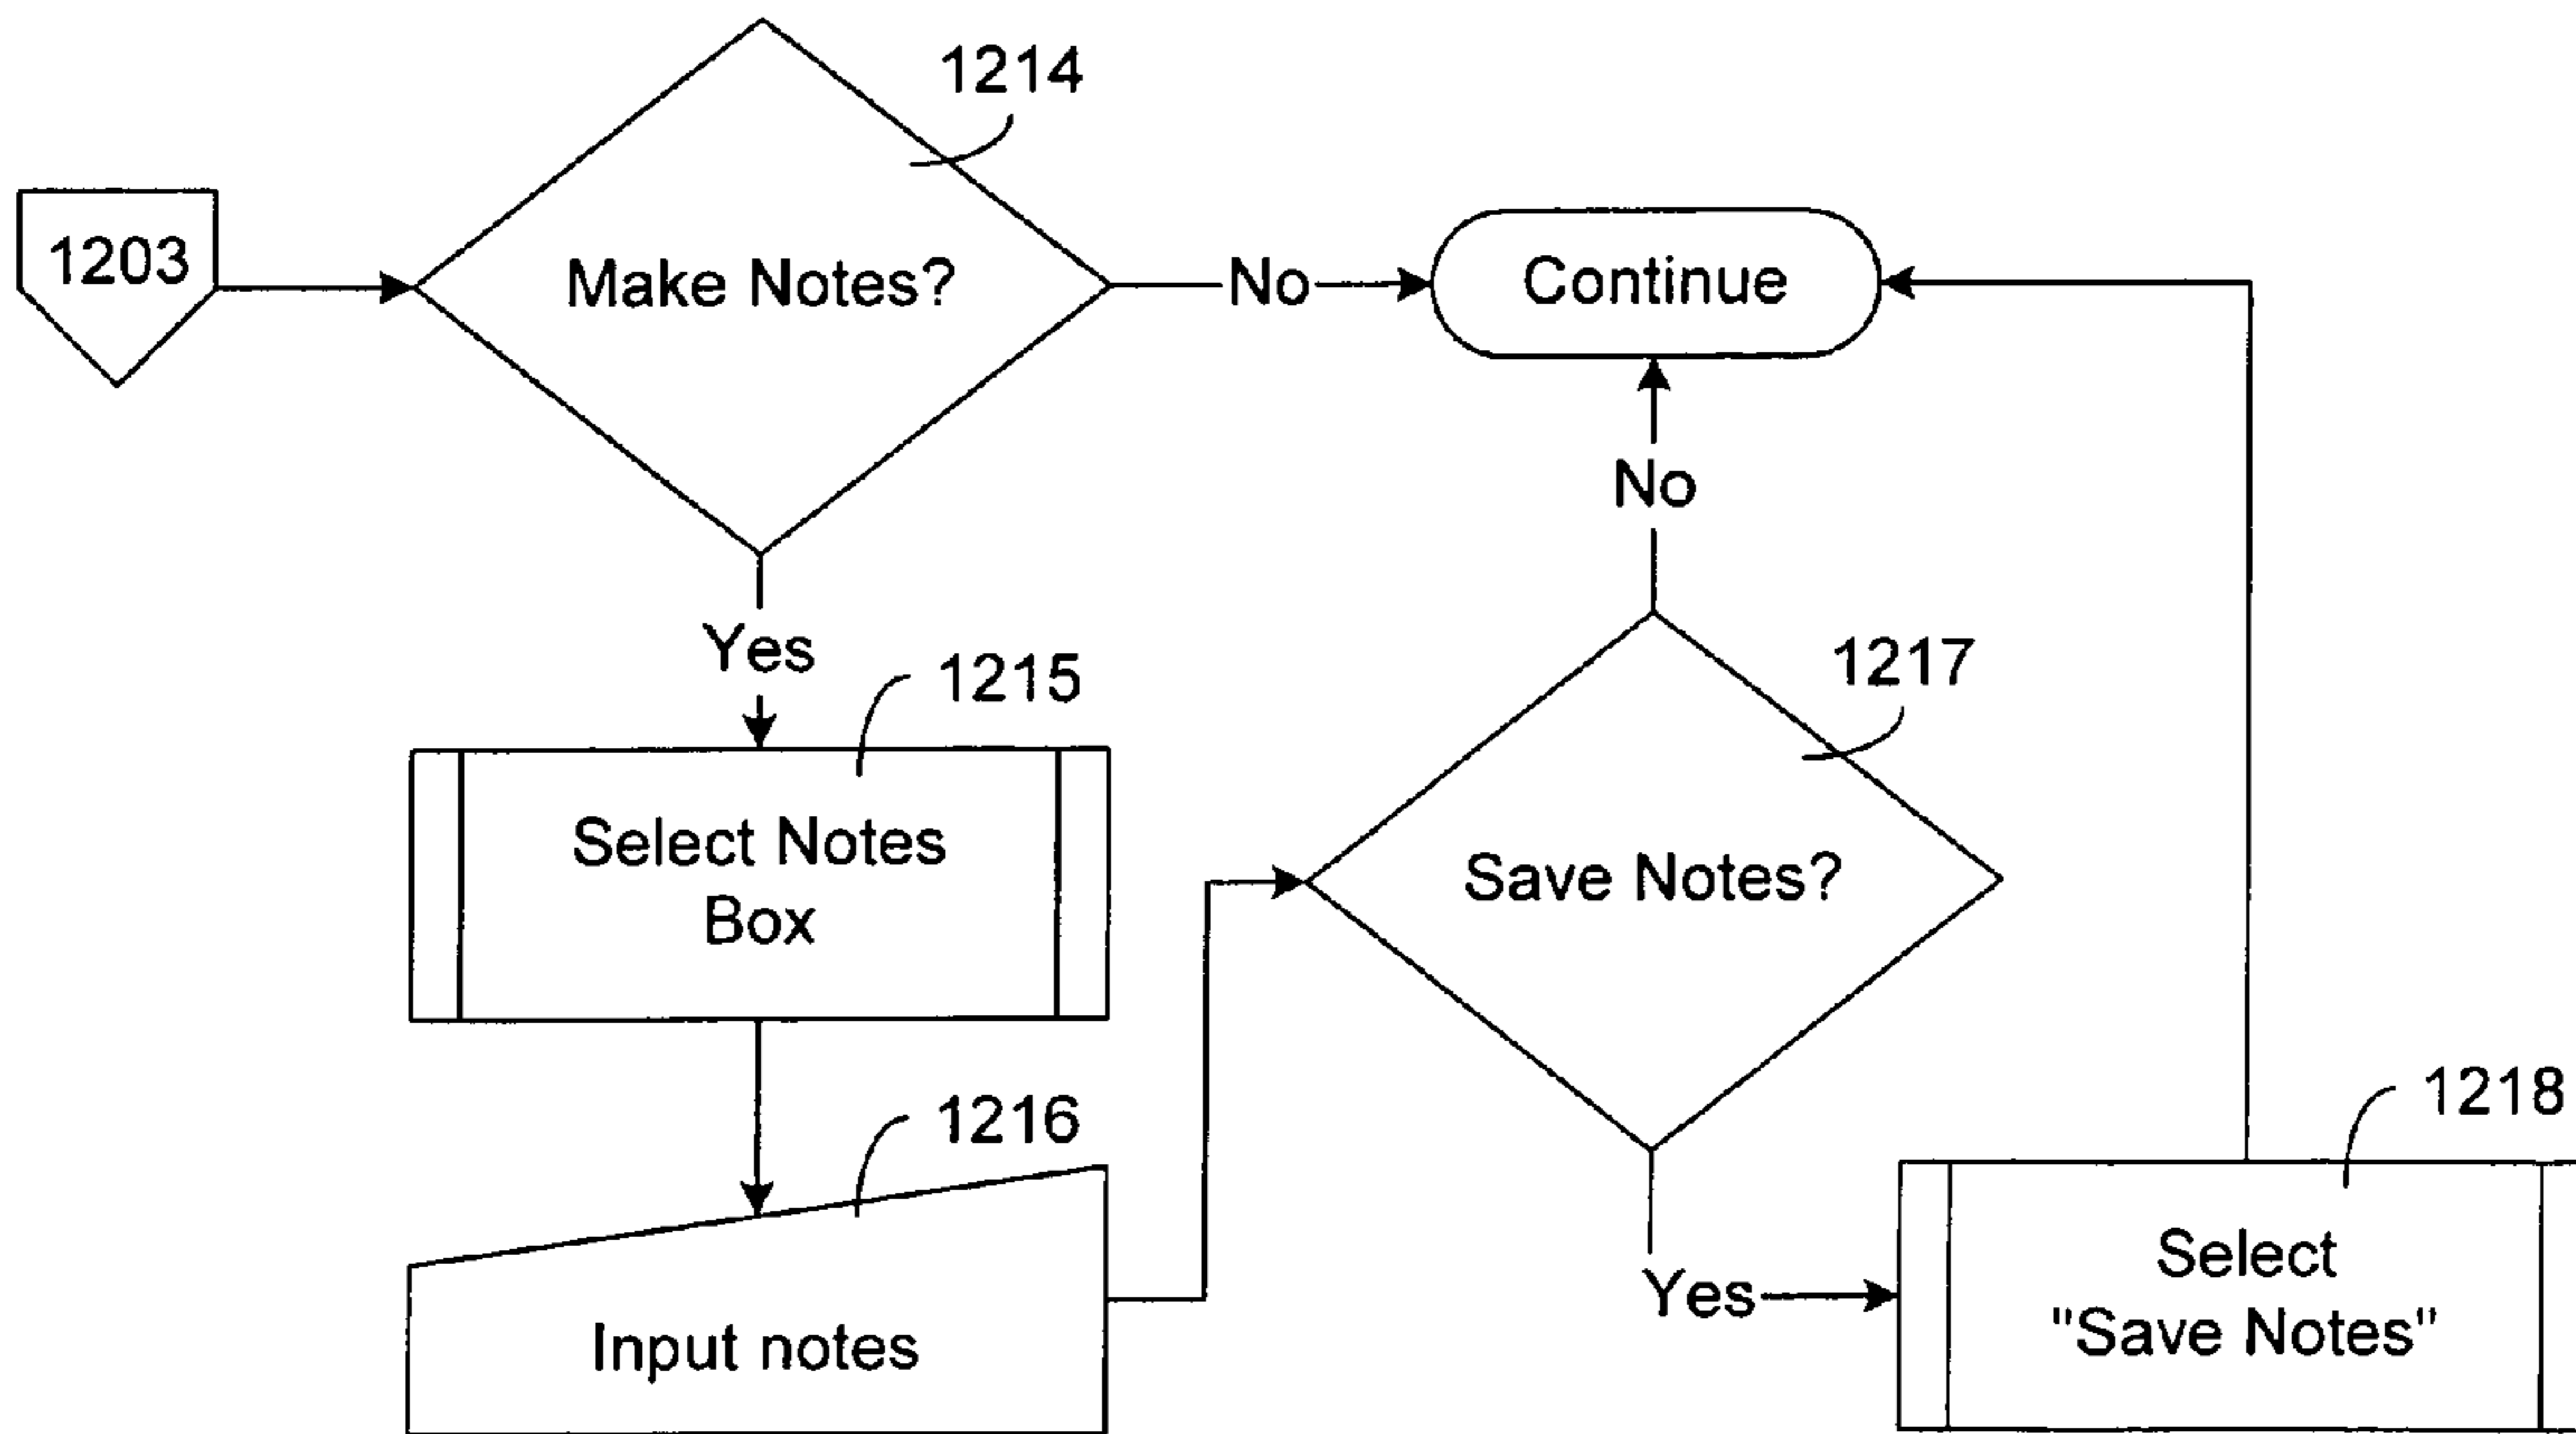 1214
1203
Make Notes?
No
Continue
No
Yes
1215
1217
Select Notes
Box
Save Notes?
1216
1218
Input notes
Yes
Select
"Save Notes"